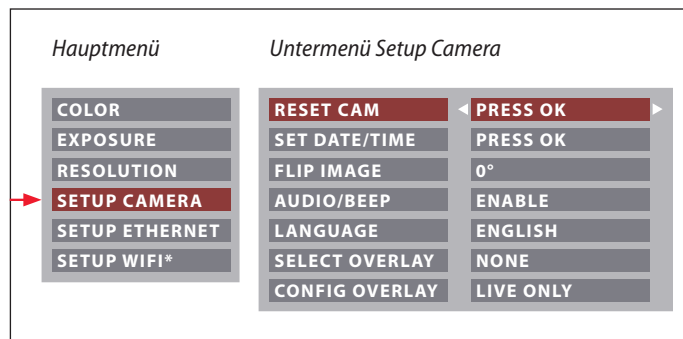 Hauptmenü
Untermenü Setup Camera
COLOR
EXPOSURE
RESOLUTION
SETUP CAMERA
SETUP ETHERNET
SETUP WIFI*
RESET CAM PRESS OK
SET DATE/TIME PRESS OK
FLIP IMAGE 0°
AUDIO/BEEP ENABLE
LANGUAGE ENGLISH
SELECT OVERLAY NONE
CONFIG OVERLAY LIVE ONLY